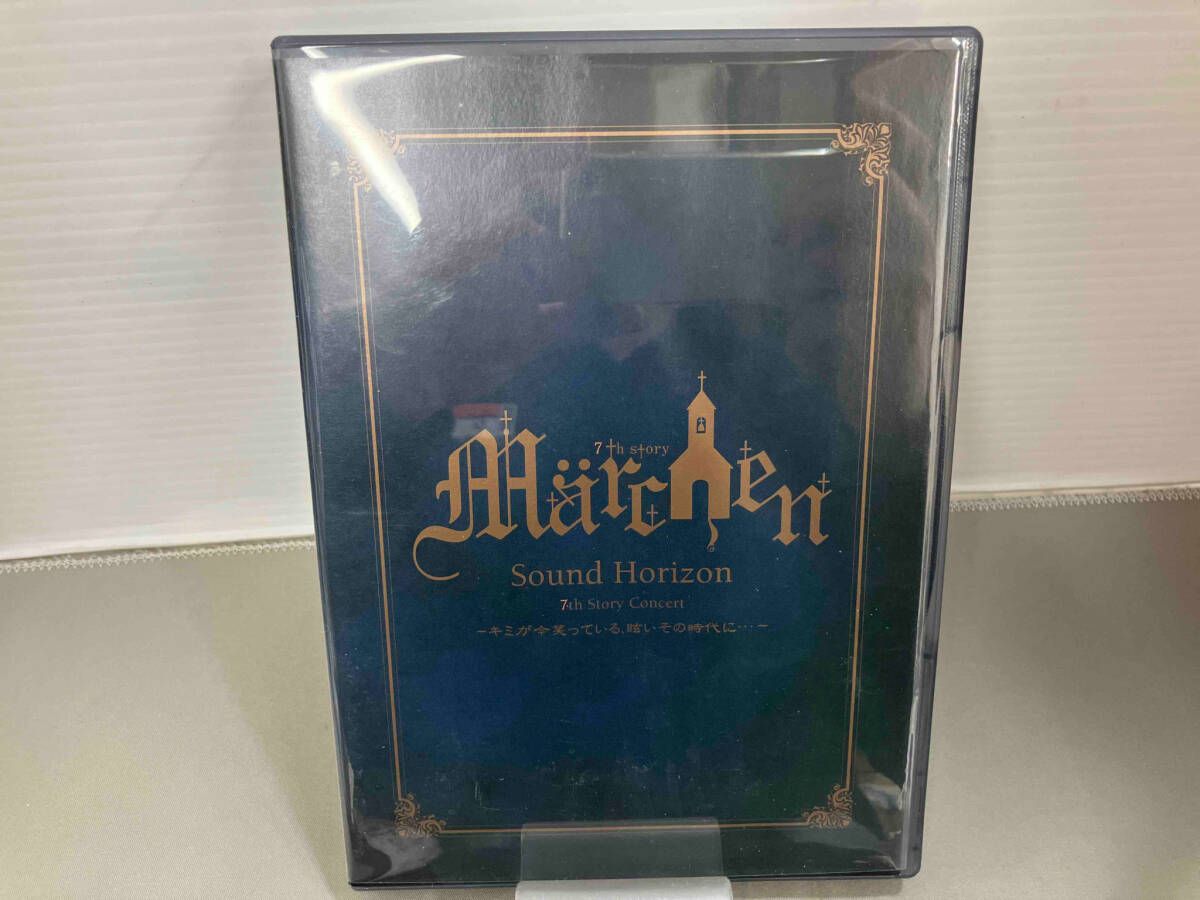 7th story
Märchen
Sound Horizon
7th Story Concert
-キミが今笑っている、眩いその時代に…-